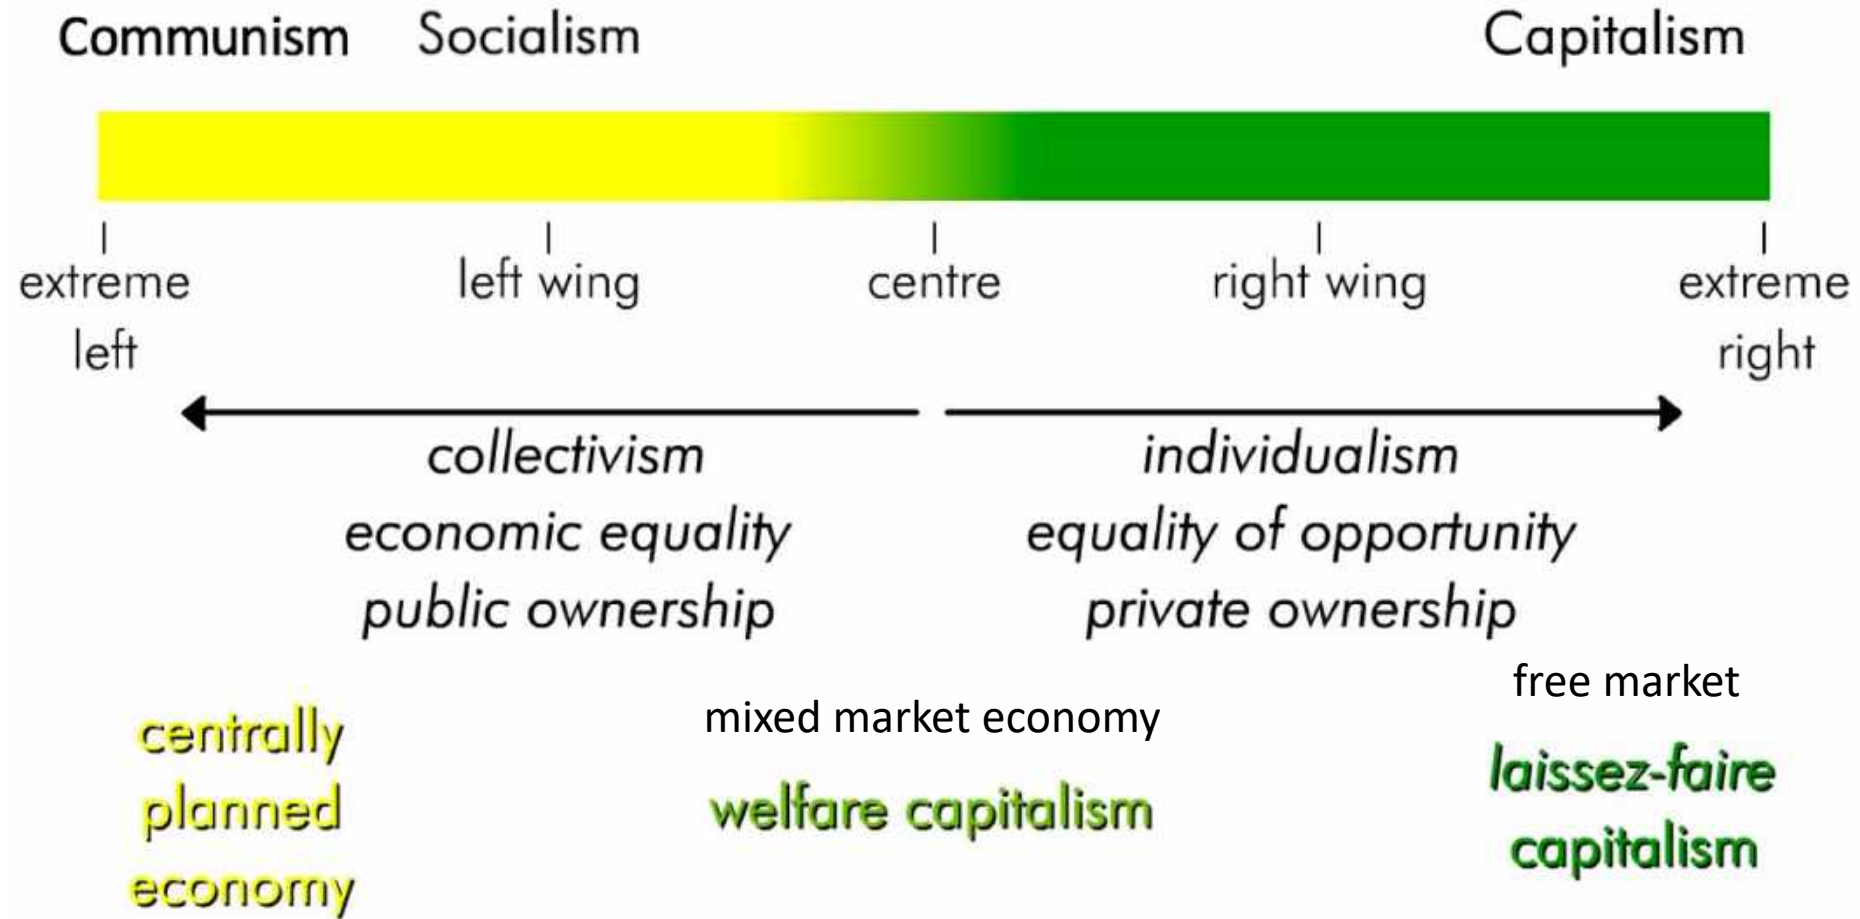 Communism Socialism Capitalism
extreme left wing centre right wing extreme
left right
collectivism individualism
economic equality equality of opportunity
public ownership private ownership
free market
mixed market economy
centrally
laissez-faire
planned welfare capitalism
capitalism
economy